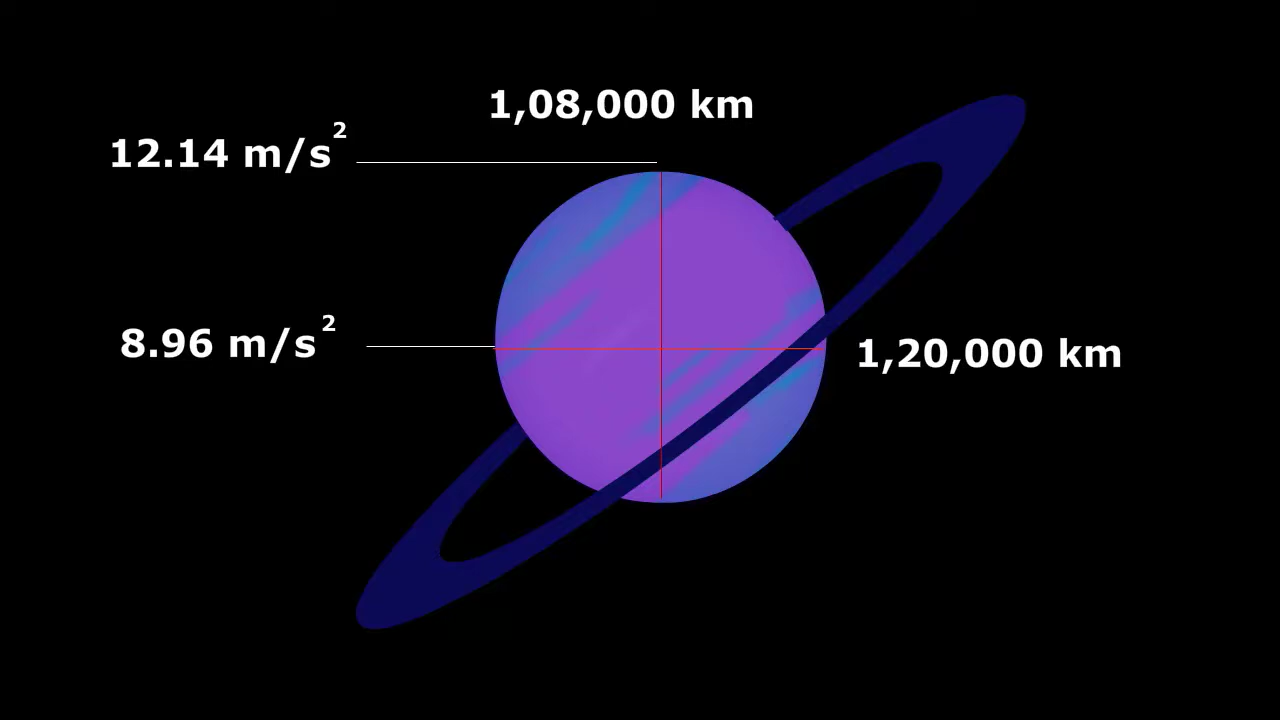 1,08,000 km
12.14 m/s²
8.96 m/s²
1,20,000 km